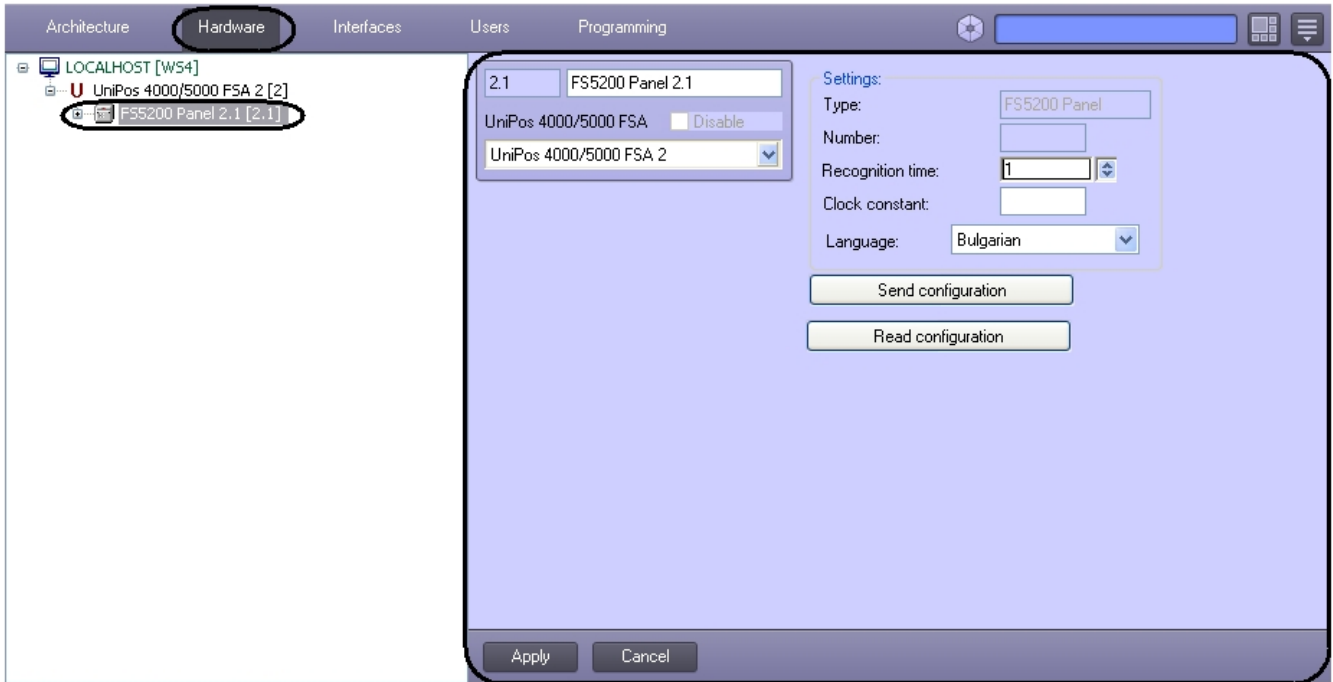 Architecture Hardware Interfaces Users Programming
LOCALHOST [WS4]
U UniPos 4000/5000 FSA 2 [2]
FS5200 Panel 2.1 [2.1]
2.1 FS5200 Panel 2.1
UniPos 4000/5000 FSA Disable
UniPos 4000/5000 FSA 2
Settings:
Type: FS5200 Panel
Number:
Recognition time: 1
Clock constant:
Language: Bulgarian
Send configuration
Read configuration
Apply Cancel